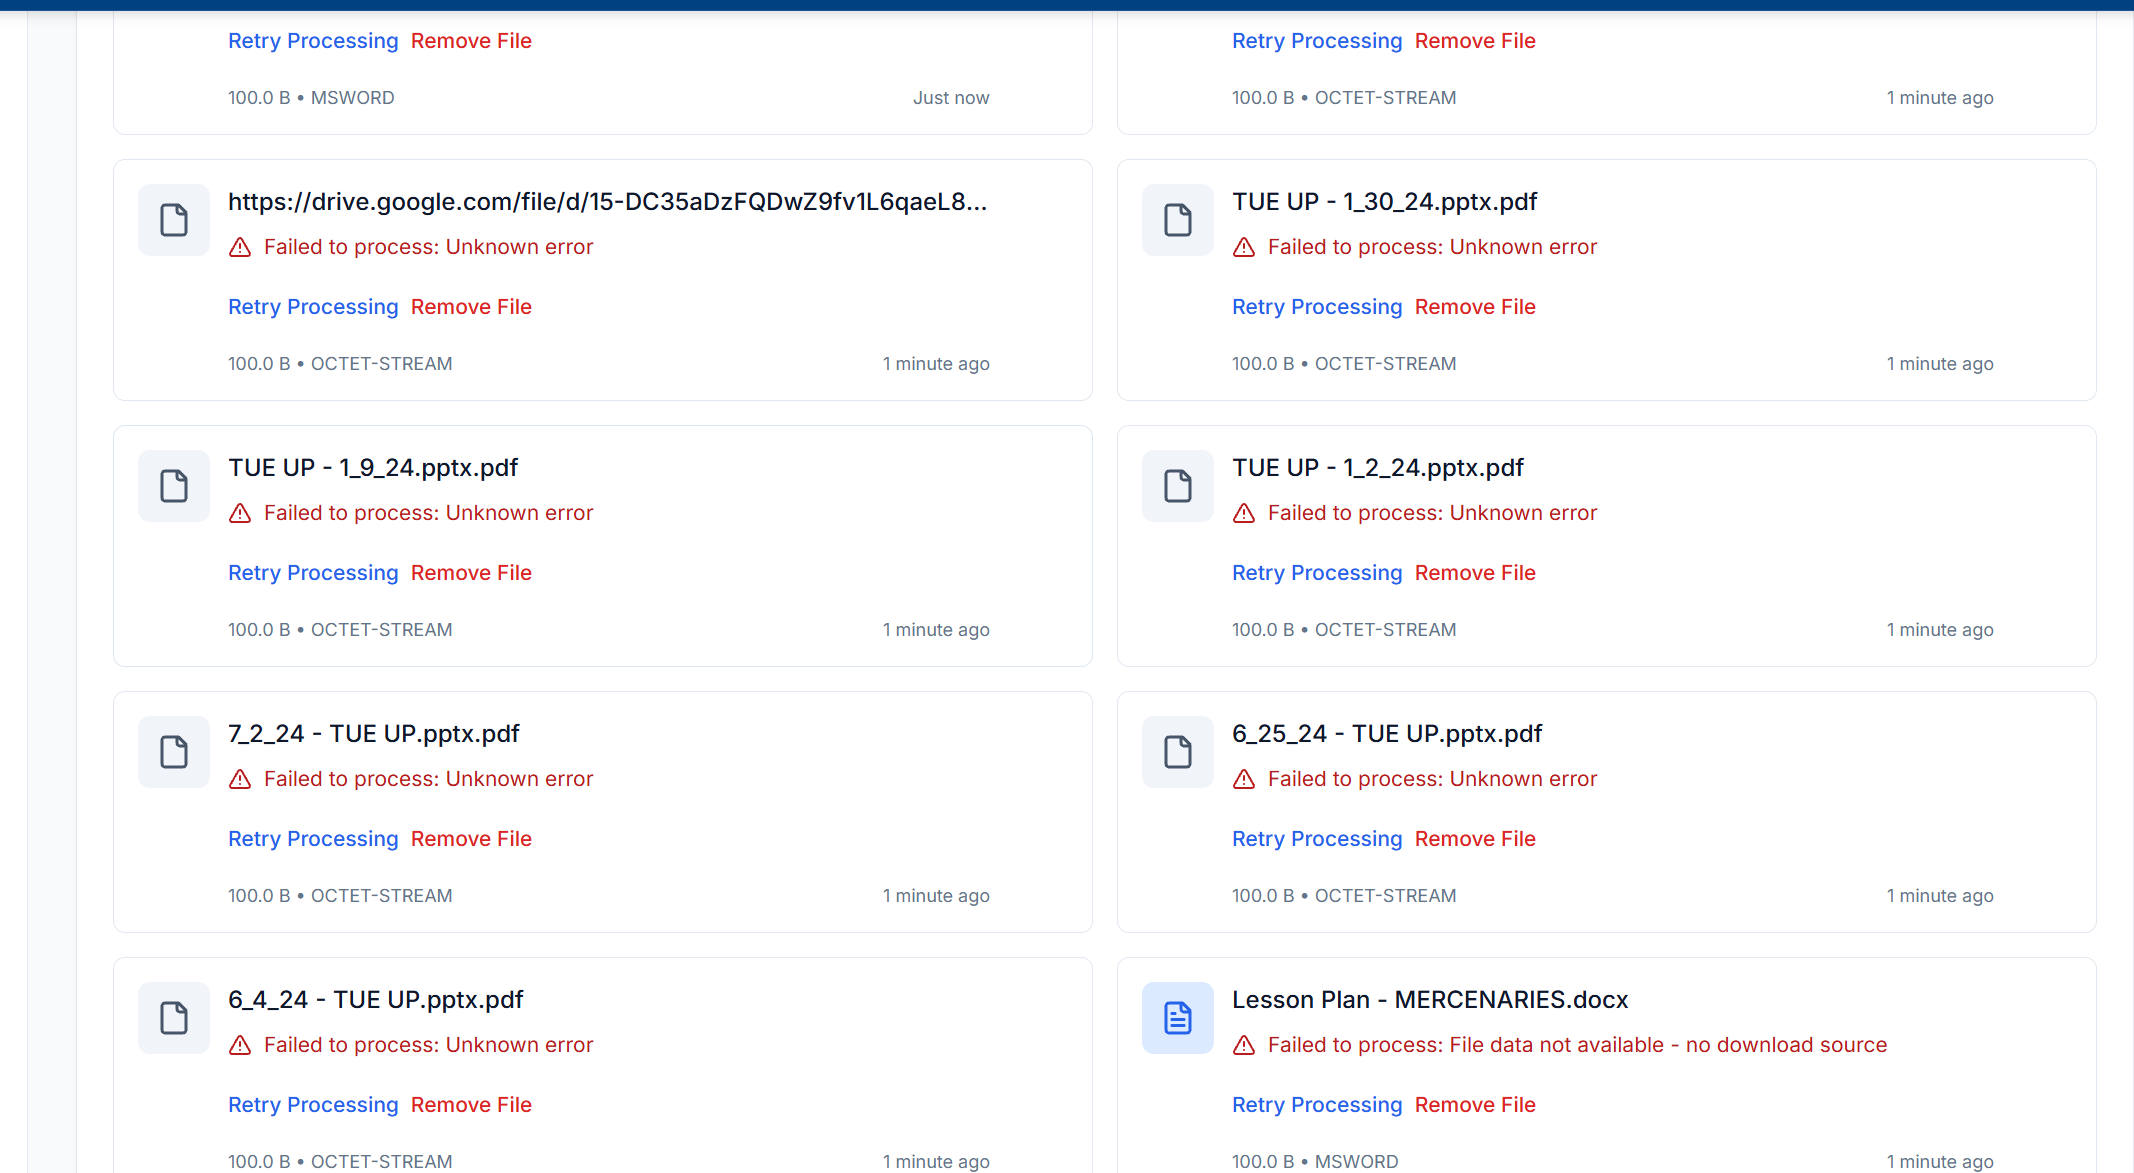 Retry Processing Remove File
100.0 B • MSWORD Just now
Retry Processing Remove File
100.0 B • OCTET-STREAM 1 minute ago
https://drive.google.com/file/d/15-DC35aDzFQDwZ9fv1L6qaeL8...
Failed to process: Unknown error
Retry Processing Remove File
100.0 B • OCTET-STREAM 1 minute ago
TUE UP - 1_30_24.pptx.pdf
Failed to process: Unknown error
Retry Processing Remove File
100.0 B • OCTET-STREAM 1 minute ago
TUE UP - 1_9_24.pptx.pdf
Failed to process: Unknown error
Retry Processing Remove File
100.0 B • OCTET-STREAM 1 minute ago
TUE UP - 1_2_24.pptx.pdf
Failed to process: Unknown error
Retry Processing Remove File
100.0 B • OCTET-STREAM 1 minute ago
7_2_24 - TUE UP.pptx.pdf
Failed to process: Unknown error
Retry Processing Remove File
100.0 B • OCTET-STREAM 1 minute ago
6_25_24 - TUE UP.pptx.pdf
Failed to process: Unknown error
Retry Processing Remove File
100.0 B • OCTET-STREAM 1 minute ago
6_4_24 - TUE UP.pptx.pdf
Failed to process: Unknown error
Retry Processing Remove File
100.0 B • OCTET-STREAM 1 minute ago
Lesson Plan - MERCENARIES.docx
Failed to process: File data not available - no download source
Retry Processing Remove File
100.0 B • MSWORD 1 minute ago